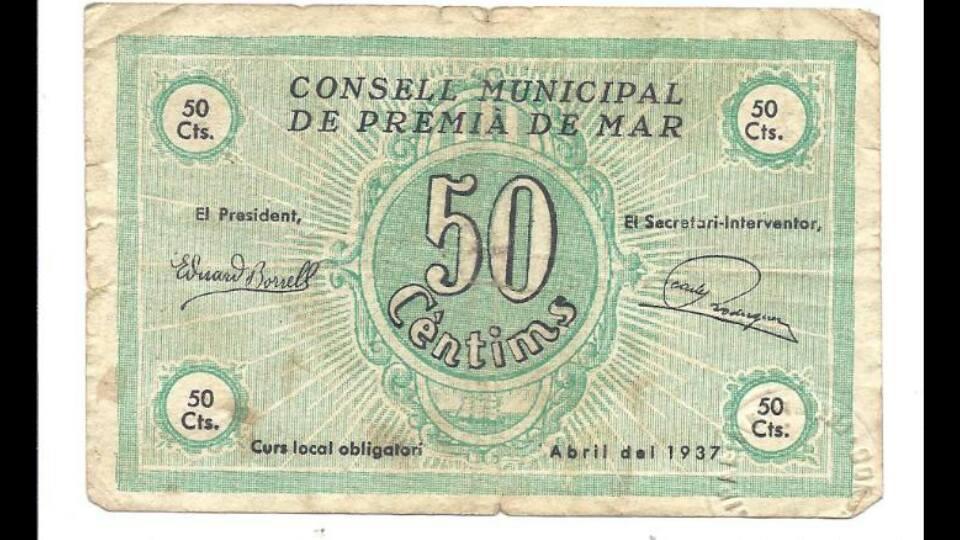 CONSELL MUNICIPAL
DE PREMIÀ DE MAR
50
Cts.
50
Cts.
El President,
El Secretari-Interventor,
Eduard Borrell
50
Cèntims
50
Cts.
50
Cts.
Curs local obligatori
Abril del 1937